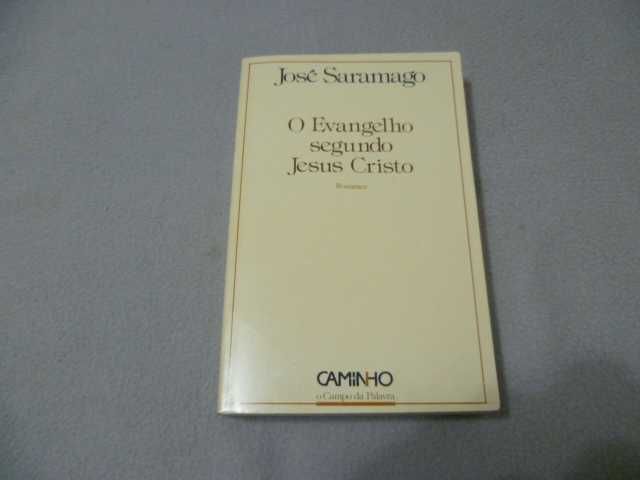 José Saramago
O Evangelho
segundo
Jesus Cristo
Romance
CAMINHO
o Campo da Palavra